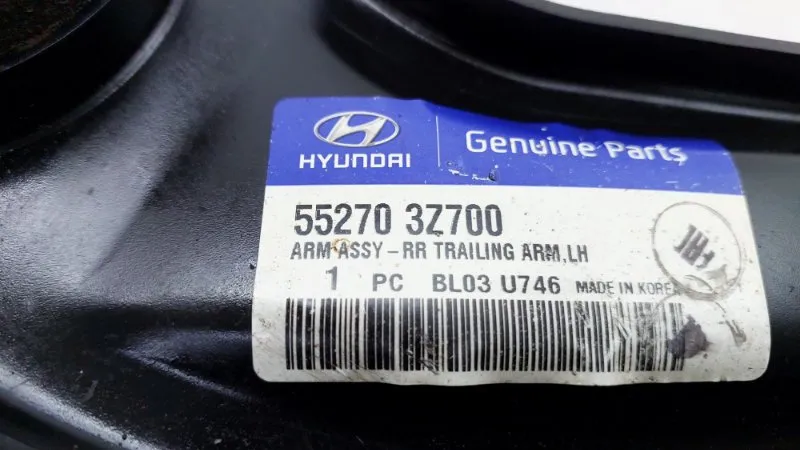 HYUNDAI
Genuine Parts
55270 3Z700
ARM ASSY-RR TRAILING ARM,LH
1 PC BL03 U746 MADE IN KOREA